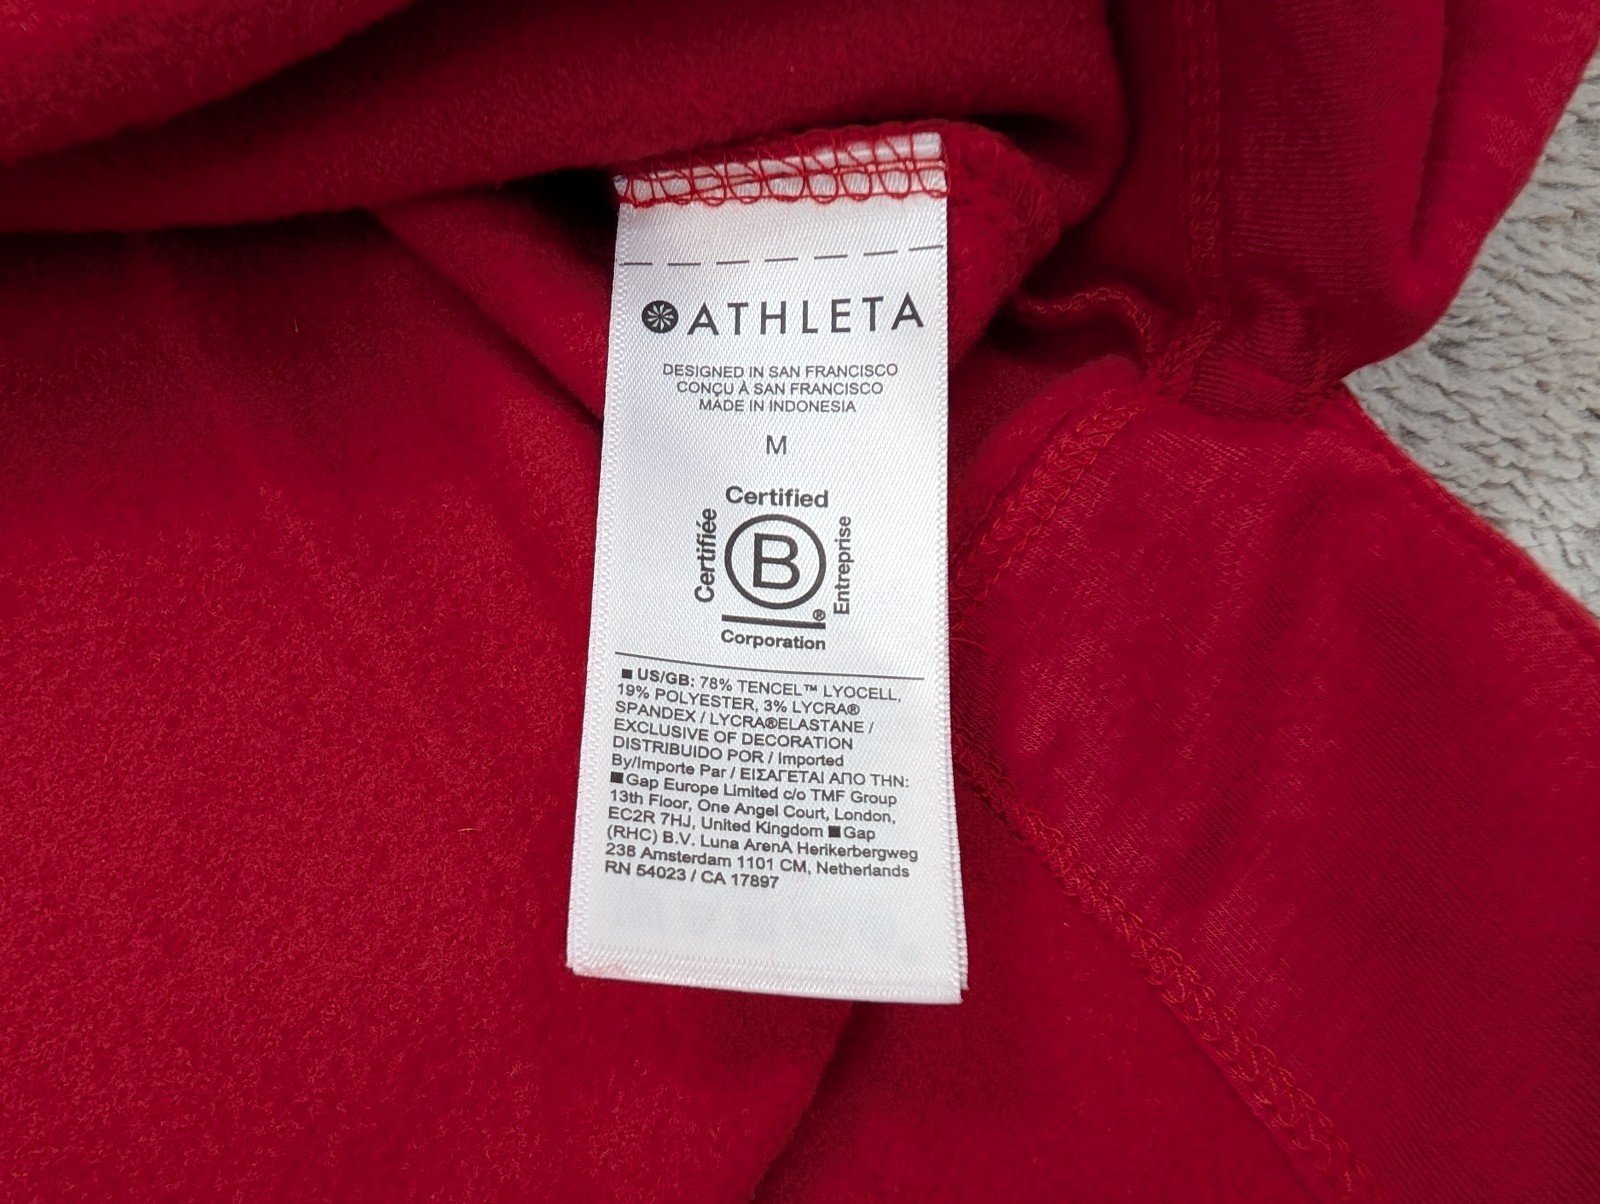 ATHLETA
DESIGNED IN SAN FRANCISCO
CONÇU À SAN FRANCISCO
MADE IN INDONESIA
M
Certified
Certifiée
B
Entreprise
®
Corporation
■ US/GB: 78% TENCEL™ LYOCELL,
19% POLYESTER, 3% LYCRA®
SPANDEX / LYCRA®ELASTANE /
EXCLUSIVE OF DECORATION
DISTRIBUIDO POR / Imported
By/Importe Par / ΕΙΣΑΓΕΤΑΙ ΑΠΟ ΤΗΝ:
■Gap Europe Limited c/o TMF Group
13th Floor, One Angel Court, London,
EC2R 7HJ, United Kingdom ■Gap
(RHC) B.V. Luna ArenA Herikerbergweg
238 Amsterdam 1101 CM, Netherlands
RN 54023 / CA 17897